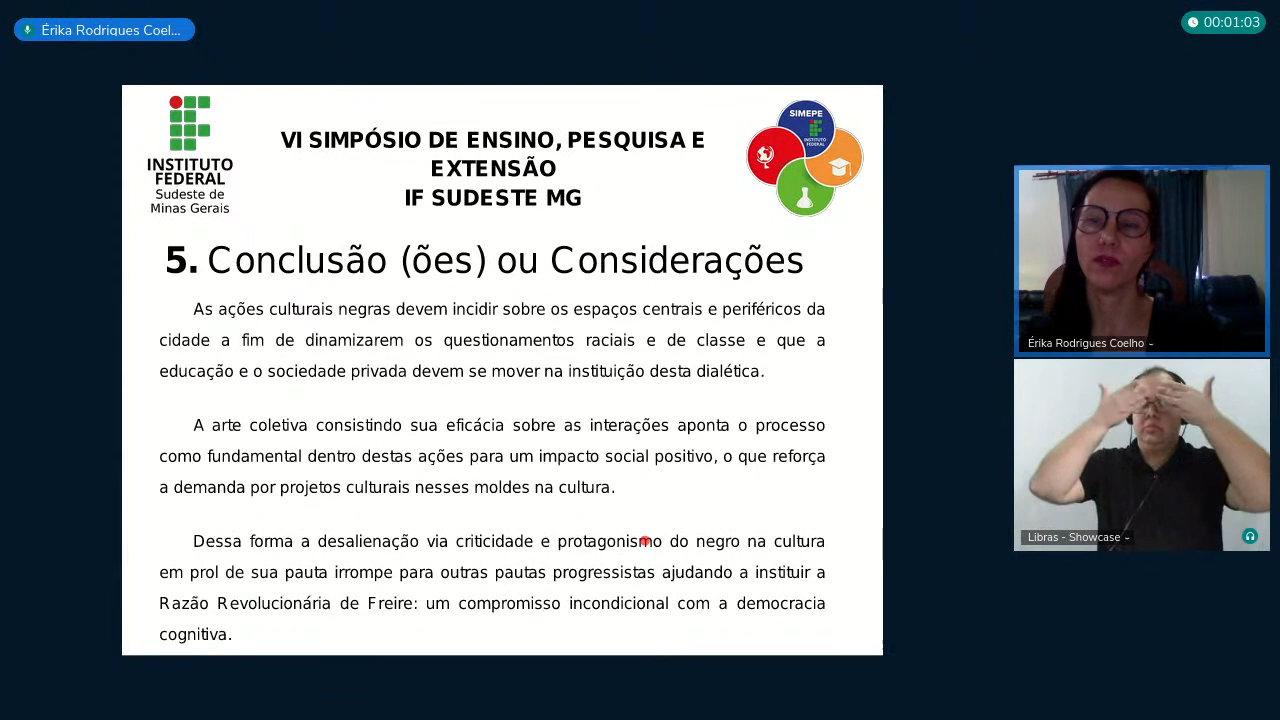 Érika Rodrigues Coel...
00:01:03
INSTITUTO
FEDERAL
Sudeste de
Minas Gerais
VI SIMPÓSIO DE ENSINO, PESQUISA E
EXTENSÃO
IF SUDESTE MG
SIMEPE
INSTITUTO
FEDERAL
5. Conclusão (ões) ou Considerações
As ações culturais negras devem incidir sobre os espaços centrais e periféricos da
cidade a fim de dinamizarem os questionamentos raciais e de classe e que a
educação e o sociedade privada devem se mover na instituição desta dialética.
A arte coletiva consistindo sua eficácia sobre as interações aponta o processo
como fundamental dentro destas ações para um impacto social positivo, o que reforça
a demanda por projetos culturais nesses moldes na cultura.
Dessa forma a desalienação via criticidade e protagonismo do negro na cultura
em prol de sua pauta irrompe para outras pautas progressistas ajudando a instituir a
Razão Revolucionária de Freire: um compromisso incondicional com a democracia
cognitiva.
Érika Rodrigues Coelho
Libras - Showcase